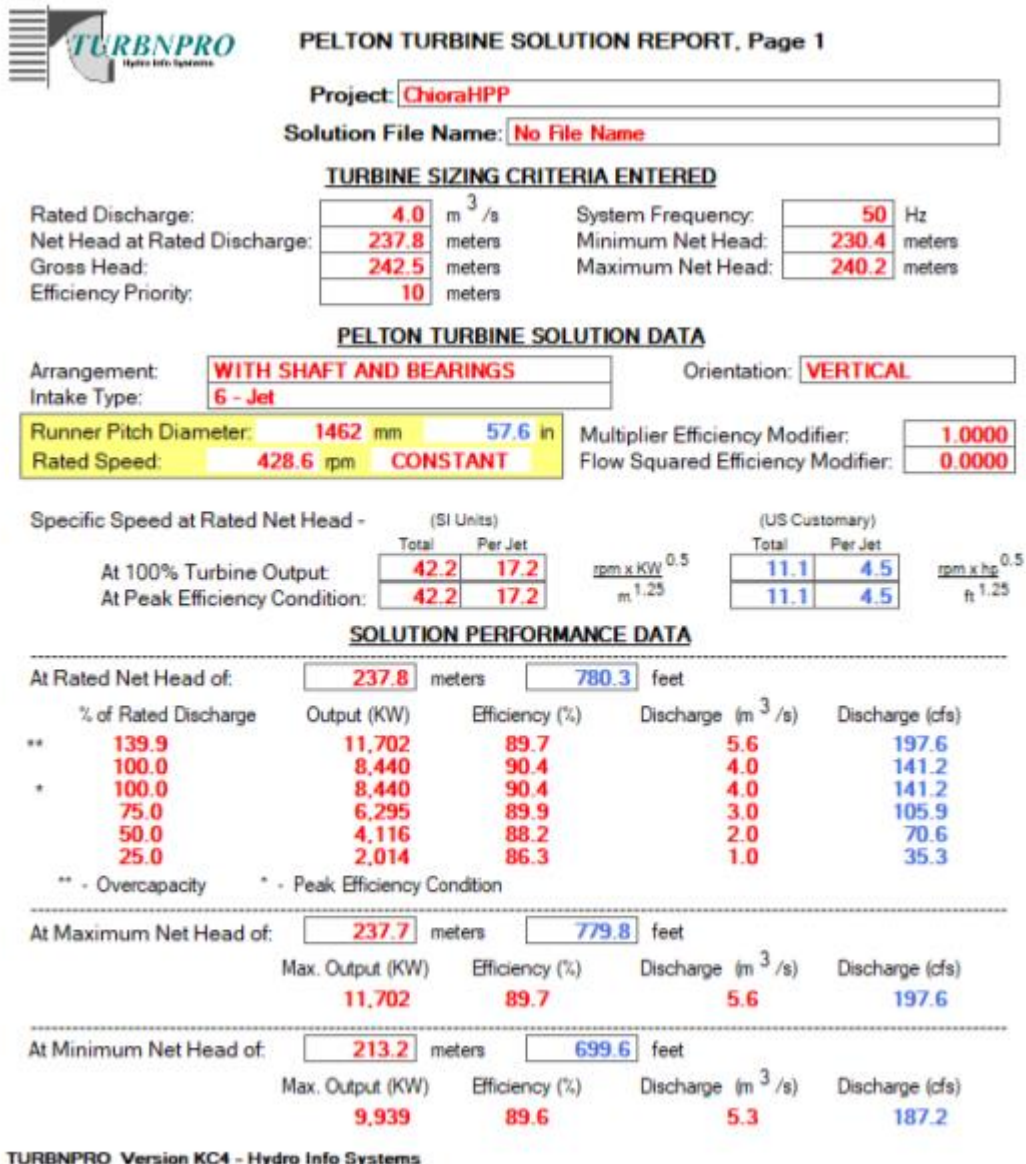 TURBNPRO
Hydro Info Systems
PELTON TURBINE SOLUTION REPORT, Page 1
Project: ChioraHPP
Solution File Name: No File Name
TURBINE SIZING CRITERIA ENTERED
Rated Discharge: 4.0 m 3 /s System Frequency: 50 Hz
Net Head at Rated Discharge: 237.8 meters Minimum Net Head: 230.4 meters
Gross Head: 242.5 meters Maximum Net Head: 240.2 meters
Efficiency Priority: 10 meters
PELTON TURBINE SOLUTION DATA
Arrangement: WITH SHAFT AND BEARINGS Orientation: VERTICAL
Intake Type: 6 - Jet
Runner Pitch Diameter: 1462 mm 57.6 in Multiplier Efficiency Modifier: 1.0000
Rated Speed: 428.6 rpm CONSTANT Flow Squared Efficiency Modifier: 0.0000
Specific Speed at Rated Net Head - (SI Units) (US Customary)
Total Per Jet Total Per Jet
At 100% Turbine Output: 42.2 17.2 rpm x KW 0.5 11.1 4.5 rpm x hp 0.5
At Peak Efficiency Condition: 42.2 17.2 m 1.25 11.1 4.5 ft 1.25
SOLUTION PERFORMANCE DATA
At Rated Net Head of: 237.8 meters 780.3 feet
% of Rated Discharge Output (KW) Efficiency (%) Discharge (m 3 /s) Discharge (cfs)
** 139.9 11,702 89.7 5.6 197.6
100.0 8,440 90.4 4.0 141.2
* 100.0 8,440 90.4 4.0 141.2
75.0 6,295 89.9 3.0 105.9
50.0 4,116 88.2 2.0 70.6
25.0 2,014 86.3 1.0 35.3
** - Overcapacity * - Peak Efficiency Condition
At Maximum Net Head of: 237.7 meters 779.8 feet
Max. Output (KW) Efficiency (%) Discharge (m 3 /s) Discharge (cfs)
11,702 89.7 5.6 197.6
At Minimum Net Head of: 213.2 meters 699.6 feet
Max. Output (KW) Efficiency (%) Discharge (m 3 /s) Discharge (cfs)
9,939 89.6 5.3 187.2
TURBNPRO Version KC4 - Hydro Info Systems